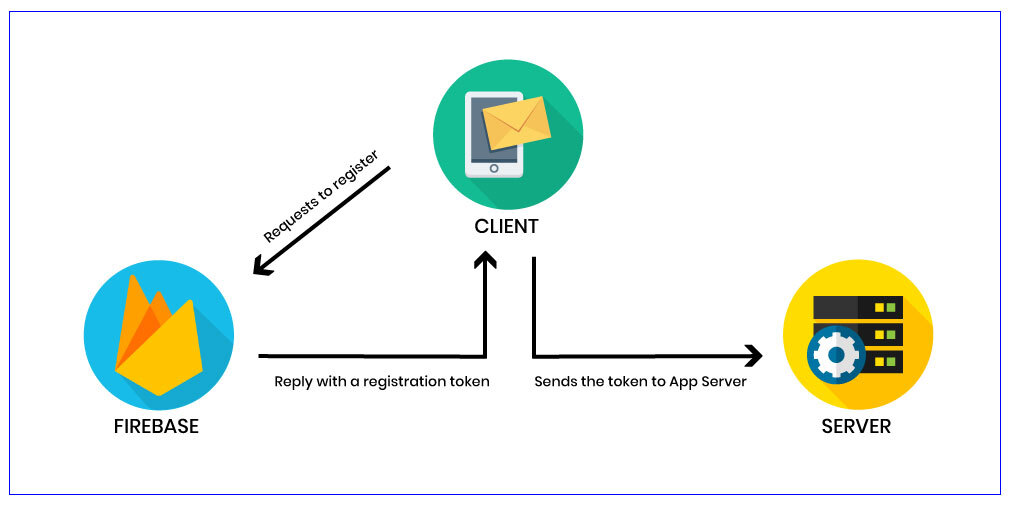 Requests to register
CLIENT
Reply with a registration token
Sends the token to App Server
FIREBASE
SERVER